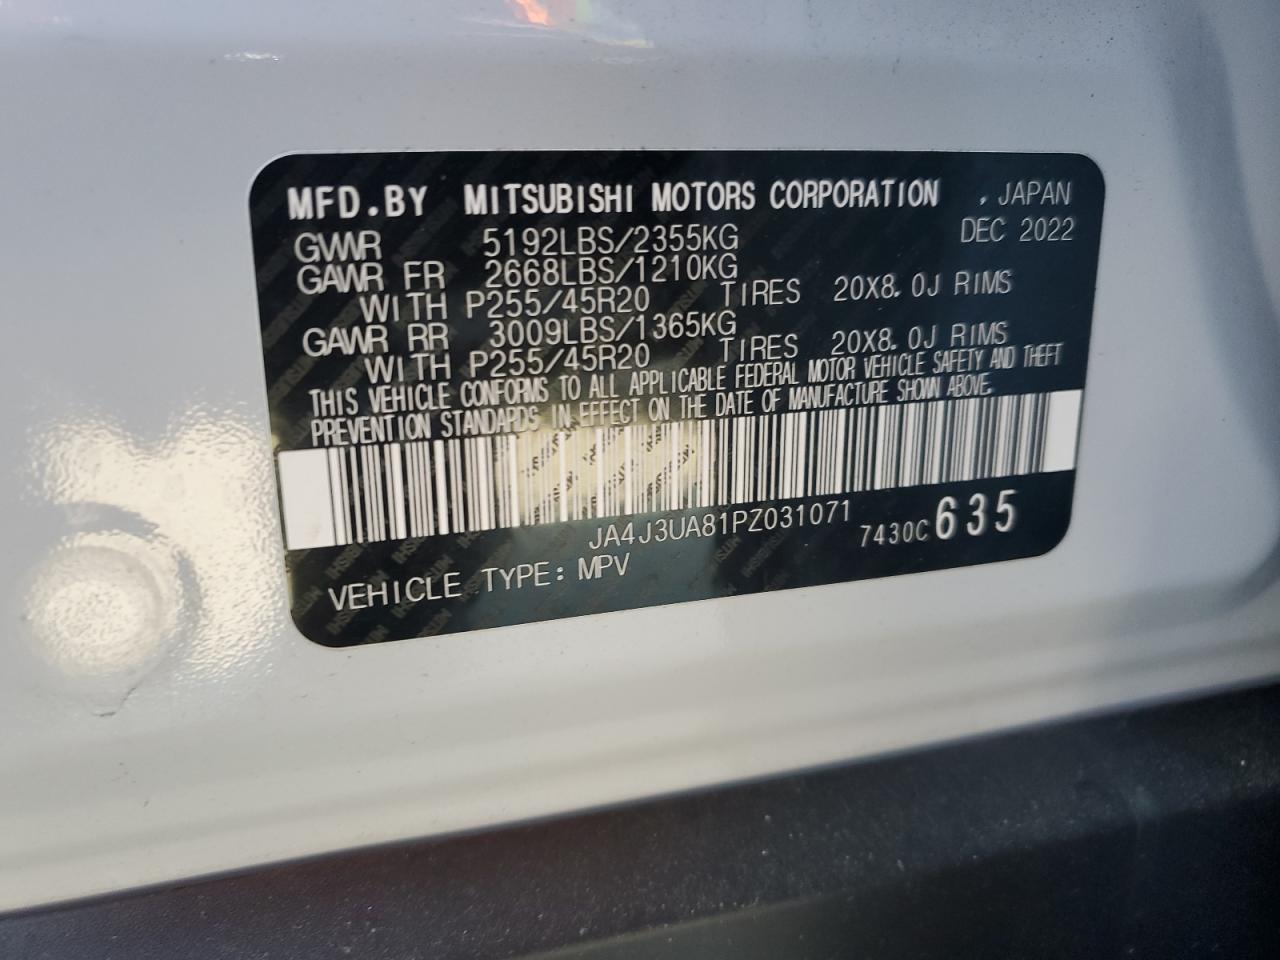 MFD.BY MITSUBISHI MOTORS CORPORATION , JAPAN
DEC 2022
GVWR 5192LBS/2355KG
GAWR FR 2668LBS/1210KG
WITH P255/45R20 TIRES 20X8.0J RIMS
GAWR RR 3009LBS/1365KG
WITH P255/45R20 TIRES 20X8.0J RIMS
THIS VEHICLE CONFORMS TO ALL APPLICABLE FEDERAL MOTOR VEHICLE SAFETY AND THEFT
PREVENTION STANDARDS IN EFFECT ON THE DATE OF MANUFACTURE SHOWN ABOVE.
JA4J3UA81PZ031071 7430C 635
VEHICLE TYPE: MPV